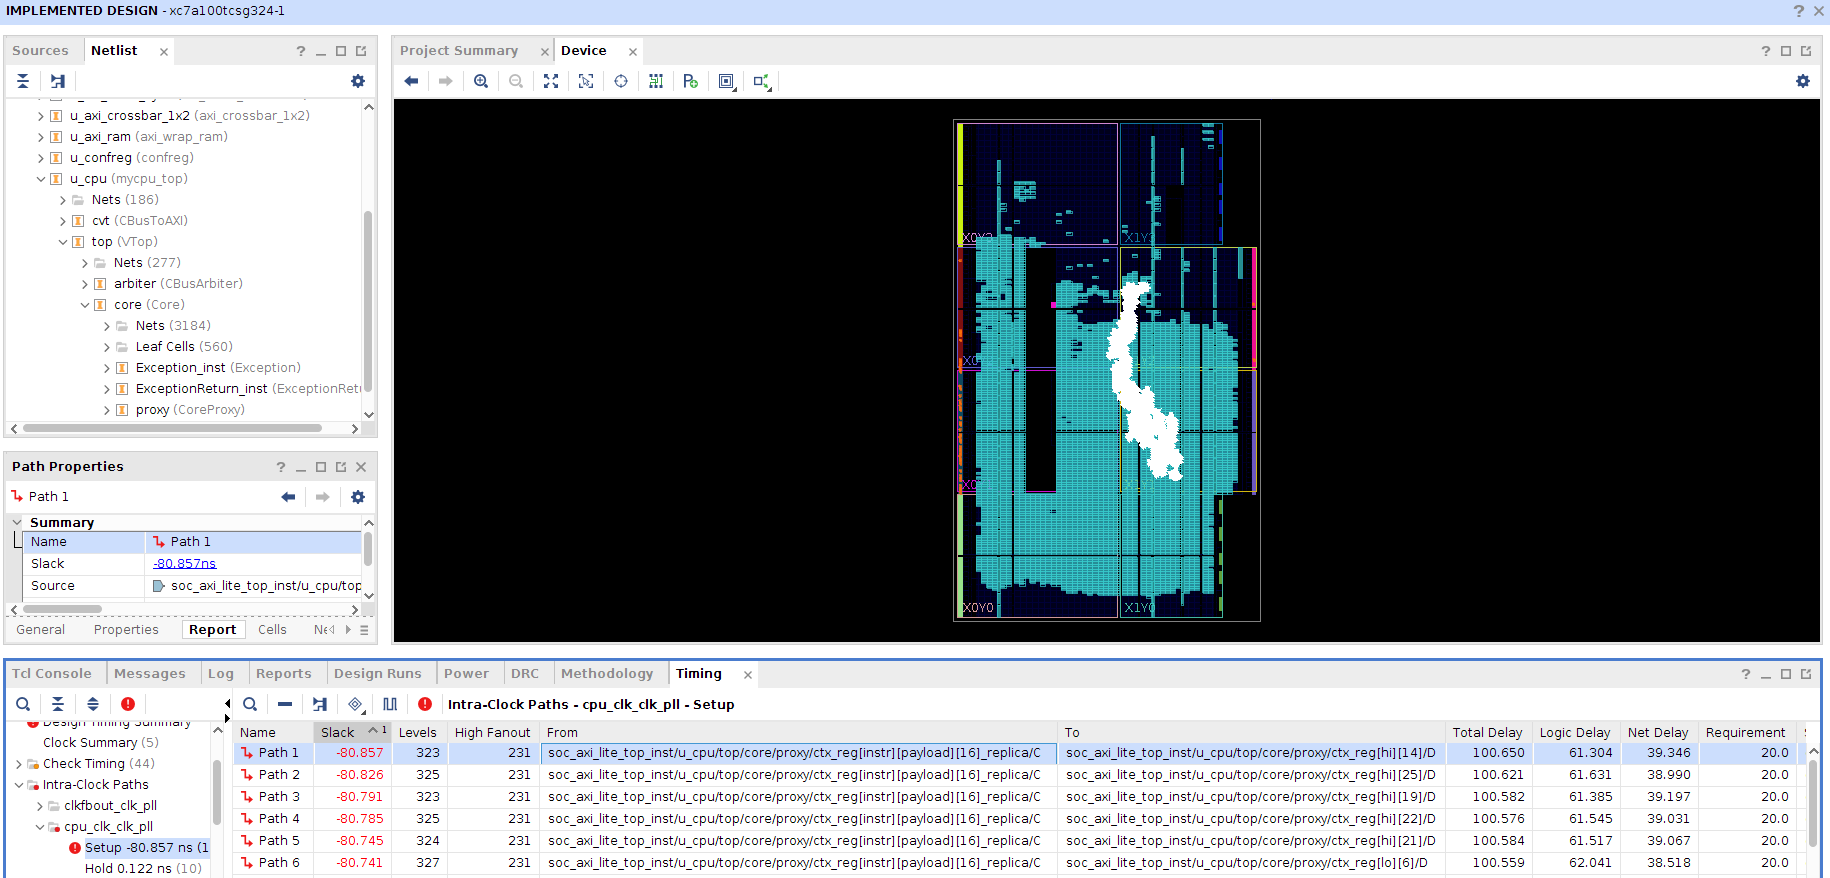 IMPLEMENTED DESIGN - xc7a100tcsg324-1
Sources Netlist
u_axi_crossbar_1x2 (axi_crossbar_1x2)
u_axi_ram (axi_wrap_ram)
u_confreg (confreg)
u_cpu (mycpu_top)
Nets (186)
cvt (CBusToAXI)
top (VTop)
Nets (277)
arbiter (CBusArbiter)
core (Core)
Nets (3184)
Leaf Cells (560)
Exception_inst (Exception)
ExceptionReturn_inst (ExceptionRet
proxy (CoreProxy)
Path Properties
Path 1
Summary
Name Path 1
Slack -80.857ns
Source soc_axi_lite_top_inst/u_cpu/top
General Properties Report Cells
Project Summary Device
X0Y3 X1Y3
X0Y0 X1Y0
Tcl Console Messages Log Reports Design Runs Power DRC Methodology Timing
Design Timing Summary
Clock Summary (5)
Check Timing (44)
Intra-Clock Paths
clkfbout_clk_pll
cpu_clk_clk_pll
Setup -80.857 ns (1
Hold 0.122 ns (10)
Intra-Clock Paths - cpu_clk_clk_pll - Setup
Name Slack 1 Levels High Fanout From To Total Delay Logic Delay Net Delay Requirement
Path 1 -80.857 323 231 soc_axi_lite_top_inst/u_cpu/top/core/proxy/ctx_reg[instr][payload][16]_replica/C soc_axi_lite_top_inst/u_cpu/top/core/proxy/ctx_reg[hi][14]/D 100.650 61.304 39.346 20.0
Path 2 -80.826 325 231 soc_axi_lite_top_inst/u_cpu/top/core/proxy/ctx_reg[instr][payload][16]_replica/C soc_axi_lite_top_inst/u_cpu/top/core/proxy/ctx_reg[hi][25]/D 100.621 61.631 38.990 20.0
Path 3 -80.791 323 231 soc_axi_lite_top_inst/u_cpu/top/core/proxy/ctx_reg[instr][payload][16]_replica/C soc_axi_lite_top_inst/u_cpu/top/core/proxy/ctx_reg[hi][19]/D 100.582 61.385 39.197 20.0
Path 4 -80.785 325 231 soc_axi_lite_top_inst/u_cpu/top/core/proxy/ctx_reg[instr][payload][16]_replica/C soc_axi_lite_top_inst/u_cpu/top/core/proxy/ctx_reg[hi][22]/D 100.576 61.545 39.031 20.0
Path 5 -80.745 324 231 soc_axi_lite_top_inst/u_cpu/top/core/proxy/ctx_reg[instr][payload][16]_replica/C soc_axi_lite_top_inst/u_cpu/top/core/proxy/ctx_reg[hi][21]/D 100.584 61.517 39.067 20.0
Path 6 -80.741 327 231 soc_axi_lite_top_inst/u_cpu/top/core/proxy/ctx_reg[instr][payload][16]_replica/C soc_axi_lite_top_inst/u_cpu/top/core/proxy/ctx_reg[lo][6]/D 100.559 62.041 38.518 20.0